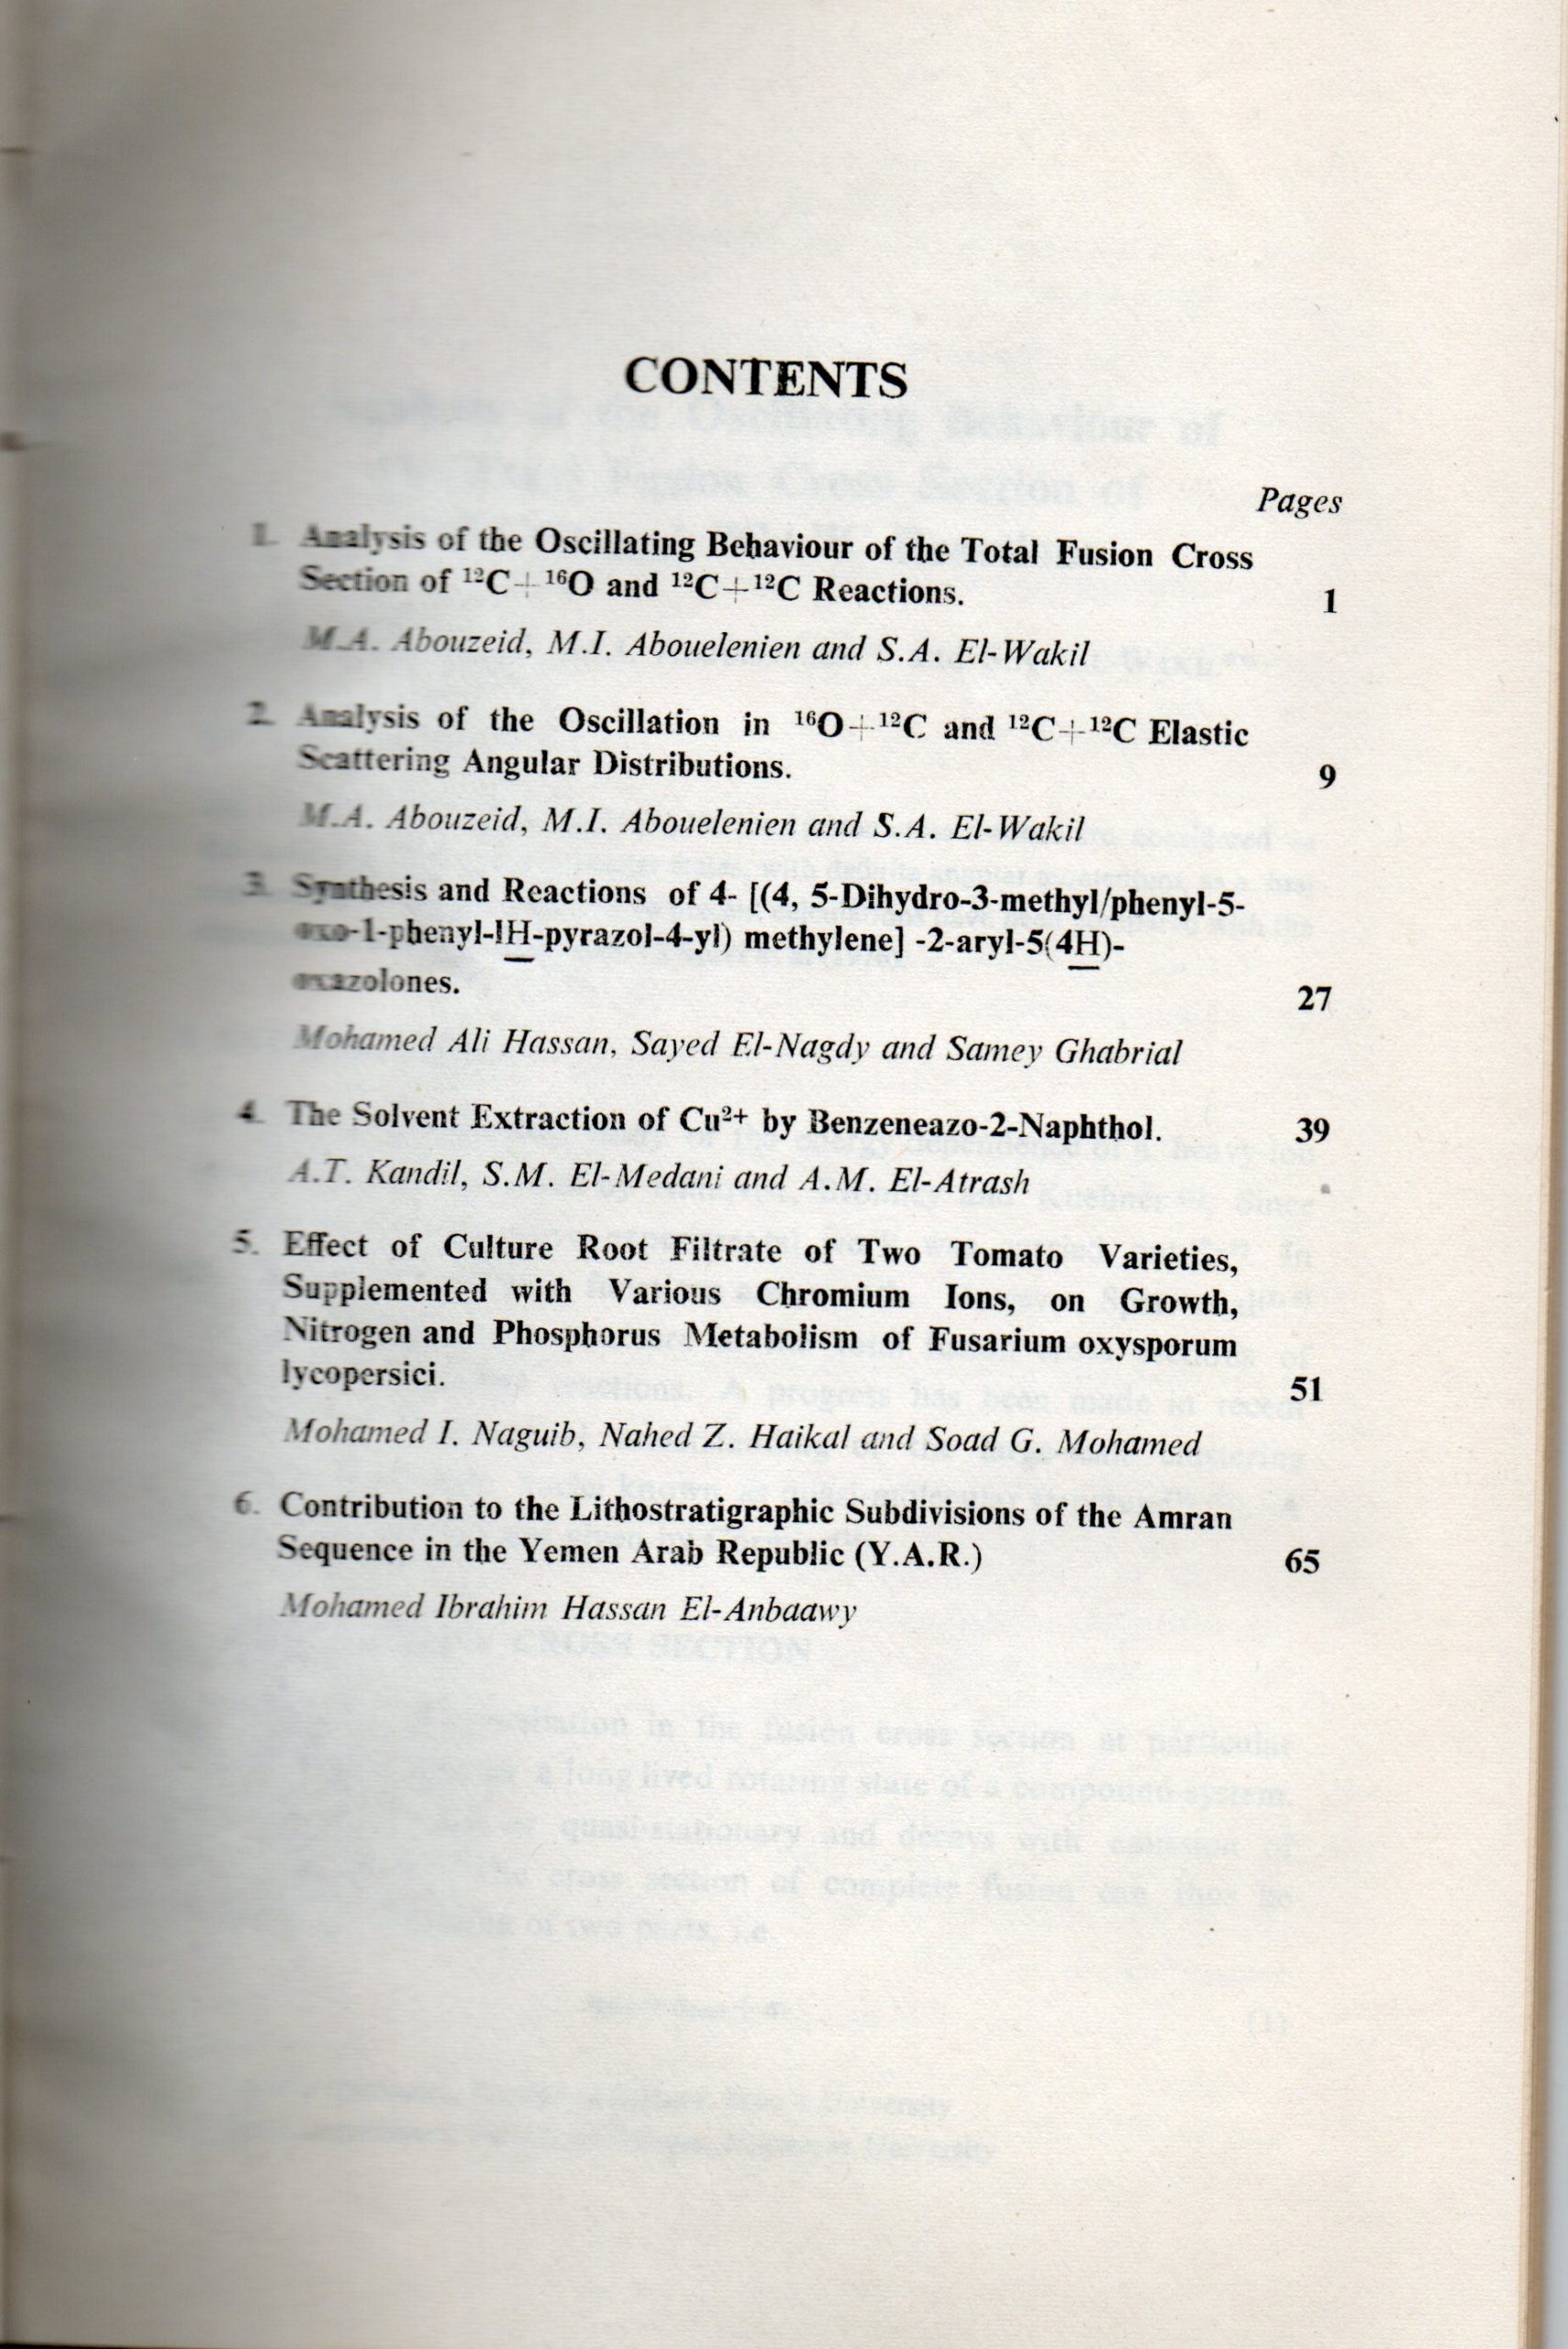 CONTENTS
Pages
1. Analysis of the Oscillating Behaviour of the Total Fusion Cross
Section of ¹²C+¹⁶O and ¹²C+¹²C Reactions. 1
M.A. Abouzeid, M.I. Abouelenien and S.A. El-Wakil
2. Analysis of the Oscillation in ¹⁶O+¹²C and ¹²C+¹²C Elastic
Scattering Angular Distributions. 9
M.A. Abouzeid, M.I. Abouelenien and S.A. El-Wakil
3. Synthesis and Reactions of 4- [(4, 5-Dihydro-3-methyl/phenyl-5-
oxo-1-phenyl-lH-pyrazol-4-yl) methylene] -2-aryl-5(4H)-
oxazolones. 27
Mohamed Ali Hassan, Sayed El-Nagdy and Samey Ghabrial
4. The Solvent Extraction of Cu²⁺ by Benzeneazo-2-Naphthol. 39
A.T. Kandil, S.M. El-Medani and A.M. El-Atrash
5. Effect of Culture Root Filtrate of Two Tomato Varieties,
Supplemented with Various Chromium Ions, on Growth,
Nitrogen and Phosphorus Metabolism of Fusarium oxysporum
lycopersici. 51
Mohamed I. Naguib, Nahed Z. Haikal and Soad G. Mohamed
6. Contribution to the Lithostratigraphic Subdivisions of the Amran
Sequence in the Yemen Arab Republic (Y.A.R.) 65
Mohamed Ibrahim Hassan El-Anbaawy